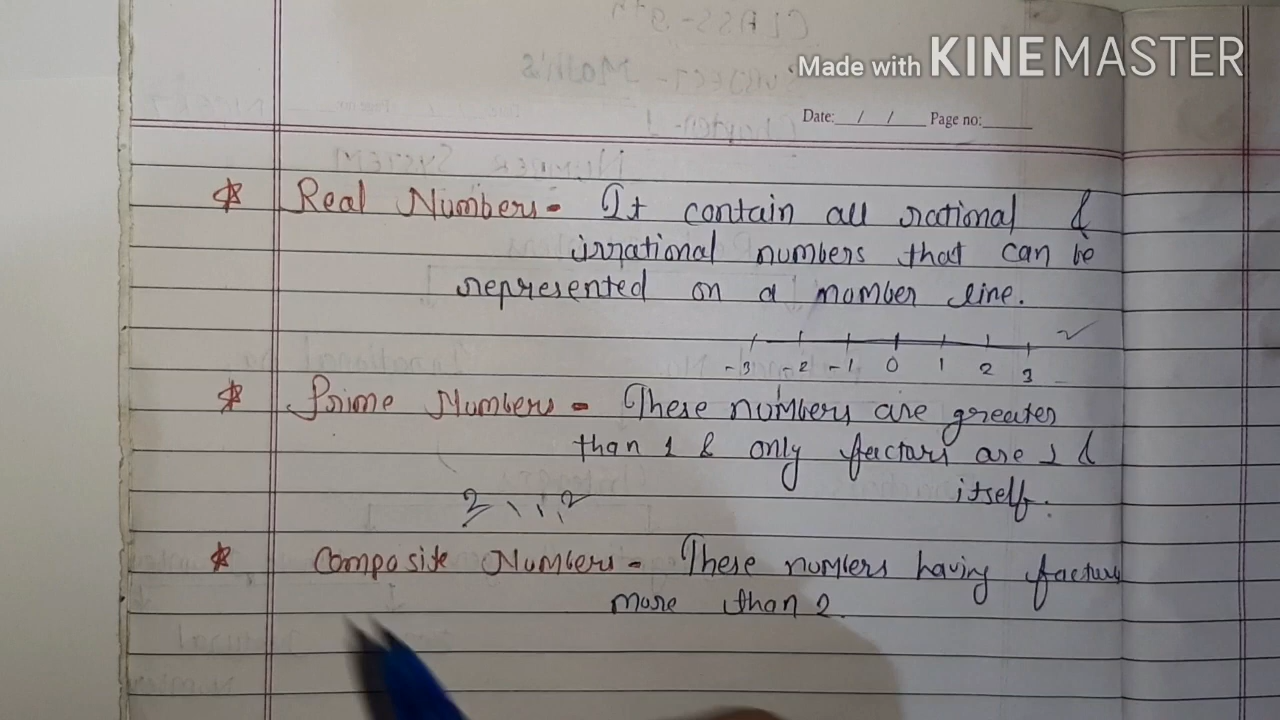 Made with KINEMASTER
Date: / / Page no:
* Real Numbers - It contain all rational &
irrational numbers that can be
represented on a number line.
-3 -2 -1 0 1 2 3
* Prime Numbers - These numbers are greater
than 1 & only factors are 1 &
itself.
2
* Composite Numbers - These numbers having factors
more than 2.